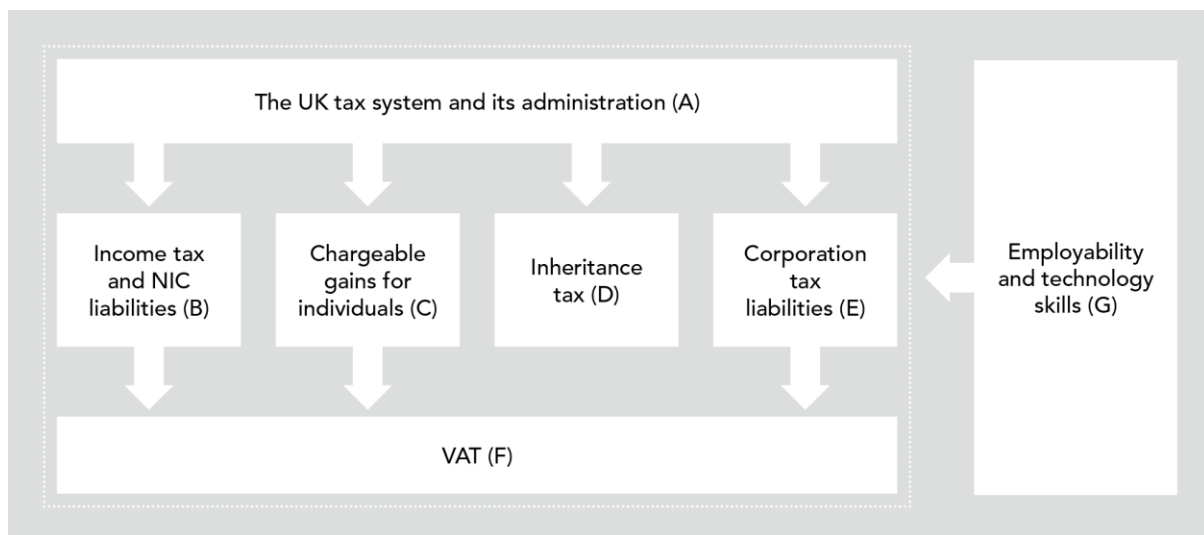 The UK tax system and its administration (A)
Income tax
and NIC
liabilities (B)
Chargeable
gains for
individuals (C)
Inheritance
tax (D)
Corporation
tax
liabilities (E)
VAT (F)
Employability
and technology
skills (G)